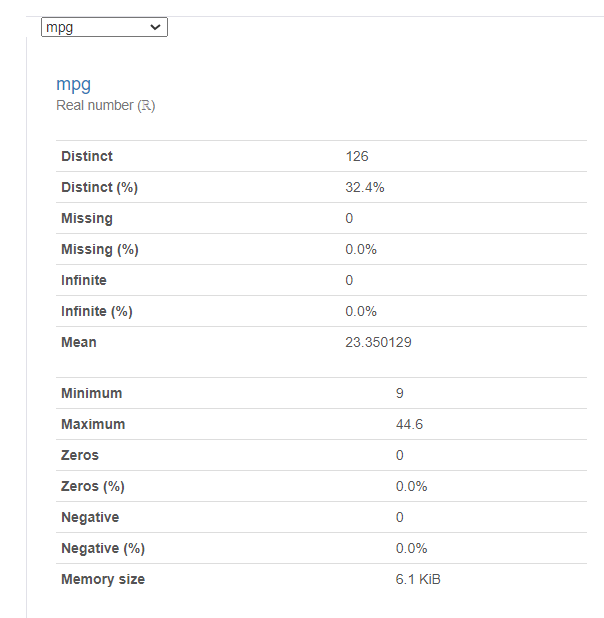 mpg
mpg
Real number (ℝ)
Distinct 126
Distinct (%) 32.4%
Missing 0
Missing (%) 0.0%
Infinite 0
Infinite (%) 0.0%
Mean 23.350129
Minimum 9
Maximum 44.6
Zeros 0
Zeros (%) 0.0%
Negative 0
Negative (%) 0.0%
Memory size 6.1 KiB